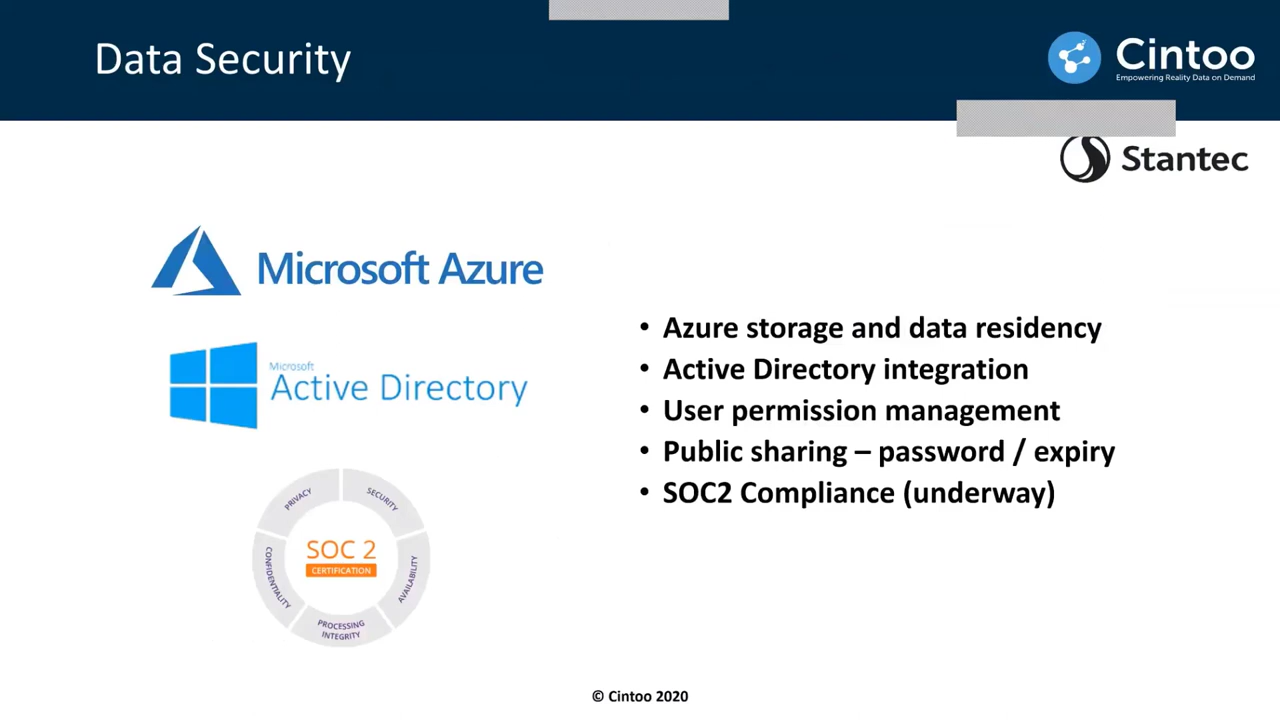 Data Security
Cintoo
Empowering Reality Data on Demand
Stantec
Microsoft Azure
Microsoft
Active Directory
PRIVACY
SECURITY
CONFIDENTIALITY
AVAILABILITY
PROCESSING
INTEGRITY
SOC 2
CERTIFICATION
• Azure storage and data residency
• Active Directory integration
• User permission management
• Public sharing – password / expiry
• SOC2 Compliance (underway)
© Cintoo 2020